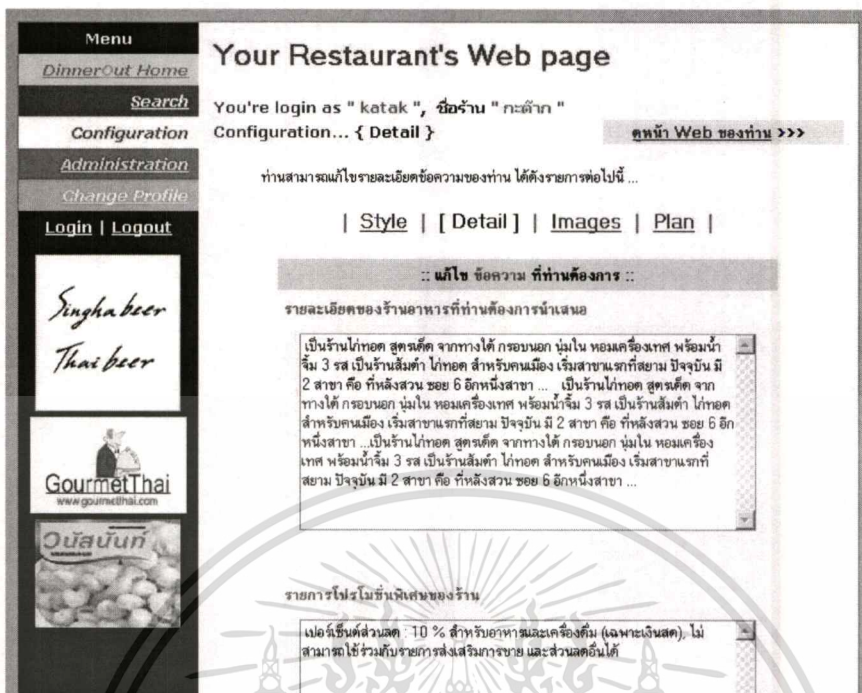 Menu
DinnerOut Home
Search
Configuration
Administration
Change Profile
Login | Logout
Singha beer
Thai beer
GourmetThai
www.gourmetthai.com
วนัสนันท์
Your Restaurant's Web page
You're login as " katak ", ชื่อร้าน " กะต๊าก "
Configuration... { Detail }
ดูหน้า Web ของท่าน >>>
ท่านสามารถแก้ไขรายละเอียดข้อความของท่าน ได้ดังรายการต่อไปนี้ ...
| Style | [ Detail ] | Images | Plan |
:: แก้ไข ข้อความ ที่ท่านต้องการ ::
รายละเอียดของร้านอาหารที่ท่านต้องการนำเสนอ
เป็นร้านไก่ทอด สูตรเด็ด จากทางใต้ กรอบนอก นุ่มใน หอมเครื่องเทศ พร้อมน้ำ
จิ้ม 3 รส เป็นร้านส้มตำ ไก่ทอด สำหรับคนเมือง เริ่มสาขาแรกที่สยาม ปัจจุบัน มี
2 สาขา คือ ที่หลังสวน ซอย 6 อีกหนึ่งสาขา ... เป็นร้านไก่ทอด สูตรเด็ด จาก
ทางใต้ กรอบนอก นุ่มใน หอมเครื่องเทศ พร้อมน้ำจิ้ม 3 รส เป็นร้านส้มตำ ไก่ทอด
สำหรับคนเมือง เริ่มสาขาแรกที่สยาม ปัจจุบัน มี 2 สาขา คือ ที่หลังสวน ซอย 6 อีก
หนึ่งสาขา ...เป็นร้านไก่ทอด สูตรเด็ด จากทางใต้ กรอบนอก นุ่มใน หอมเครื่อง
เทศ พร้อมน้ำจิ้ม 3 รส เป็นร้านส้มตำ ไก่ทอด สำหรับคนเมือง เริ่มสาขาแรกที่
สยาม ปัจจุบัน มี 2 สาขา คือ ที่หลังสวน ซอย 6 อีกหนึ่งสาขา ...
รายการโปรโมชั่นพิเศษของร้าน
เปอร์เซ็นต์ส่วนลด : 10 % สำหรับอาหารและเครื่องดื่ม (เฉพาะเงินสด), ไม่
สามารถใช้ร่วมกับรายการส่งเสริมการขาย และส่วนลดอื่นได้